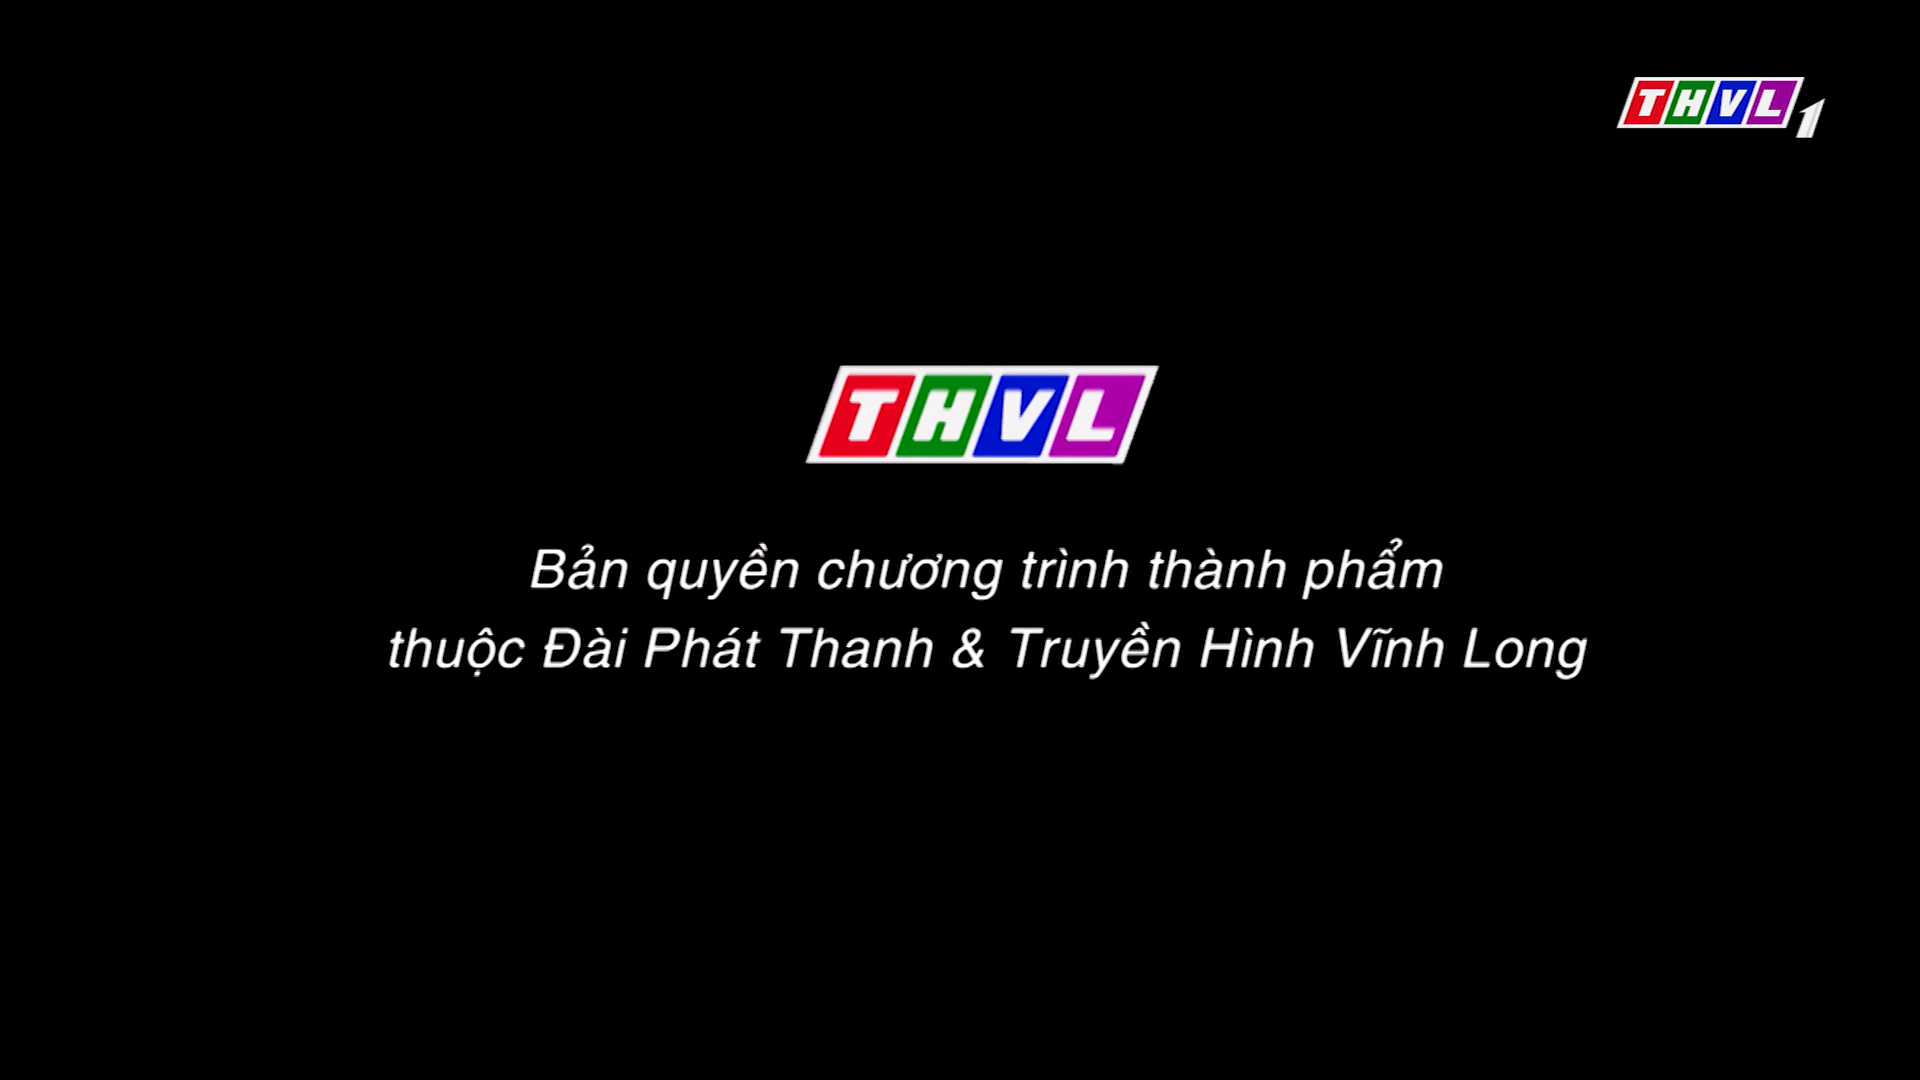 THVL1
THVL
Bản quyền chương trình thành phẩm
thuộc Đài Phát Thanh & Truyền Hình Vĩnh Long